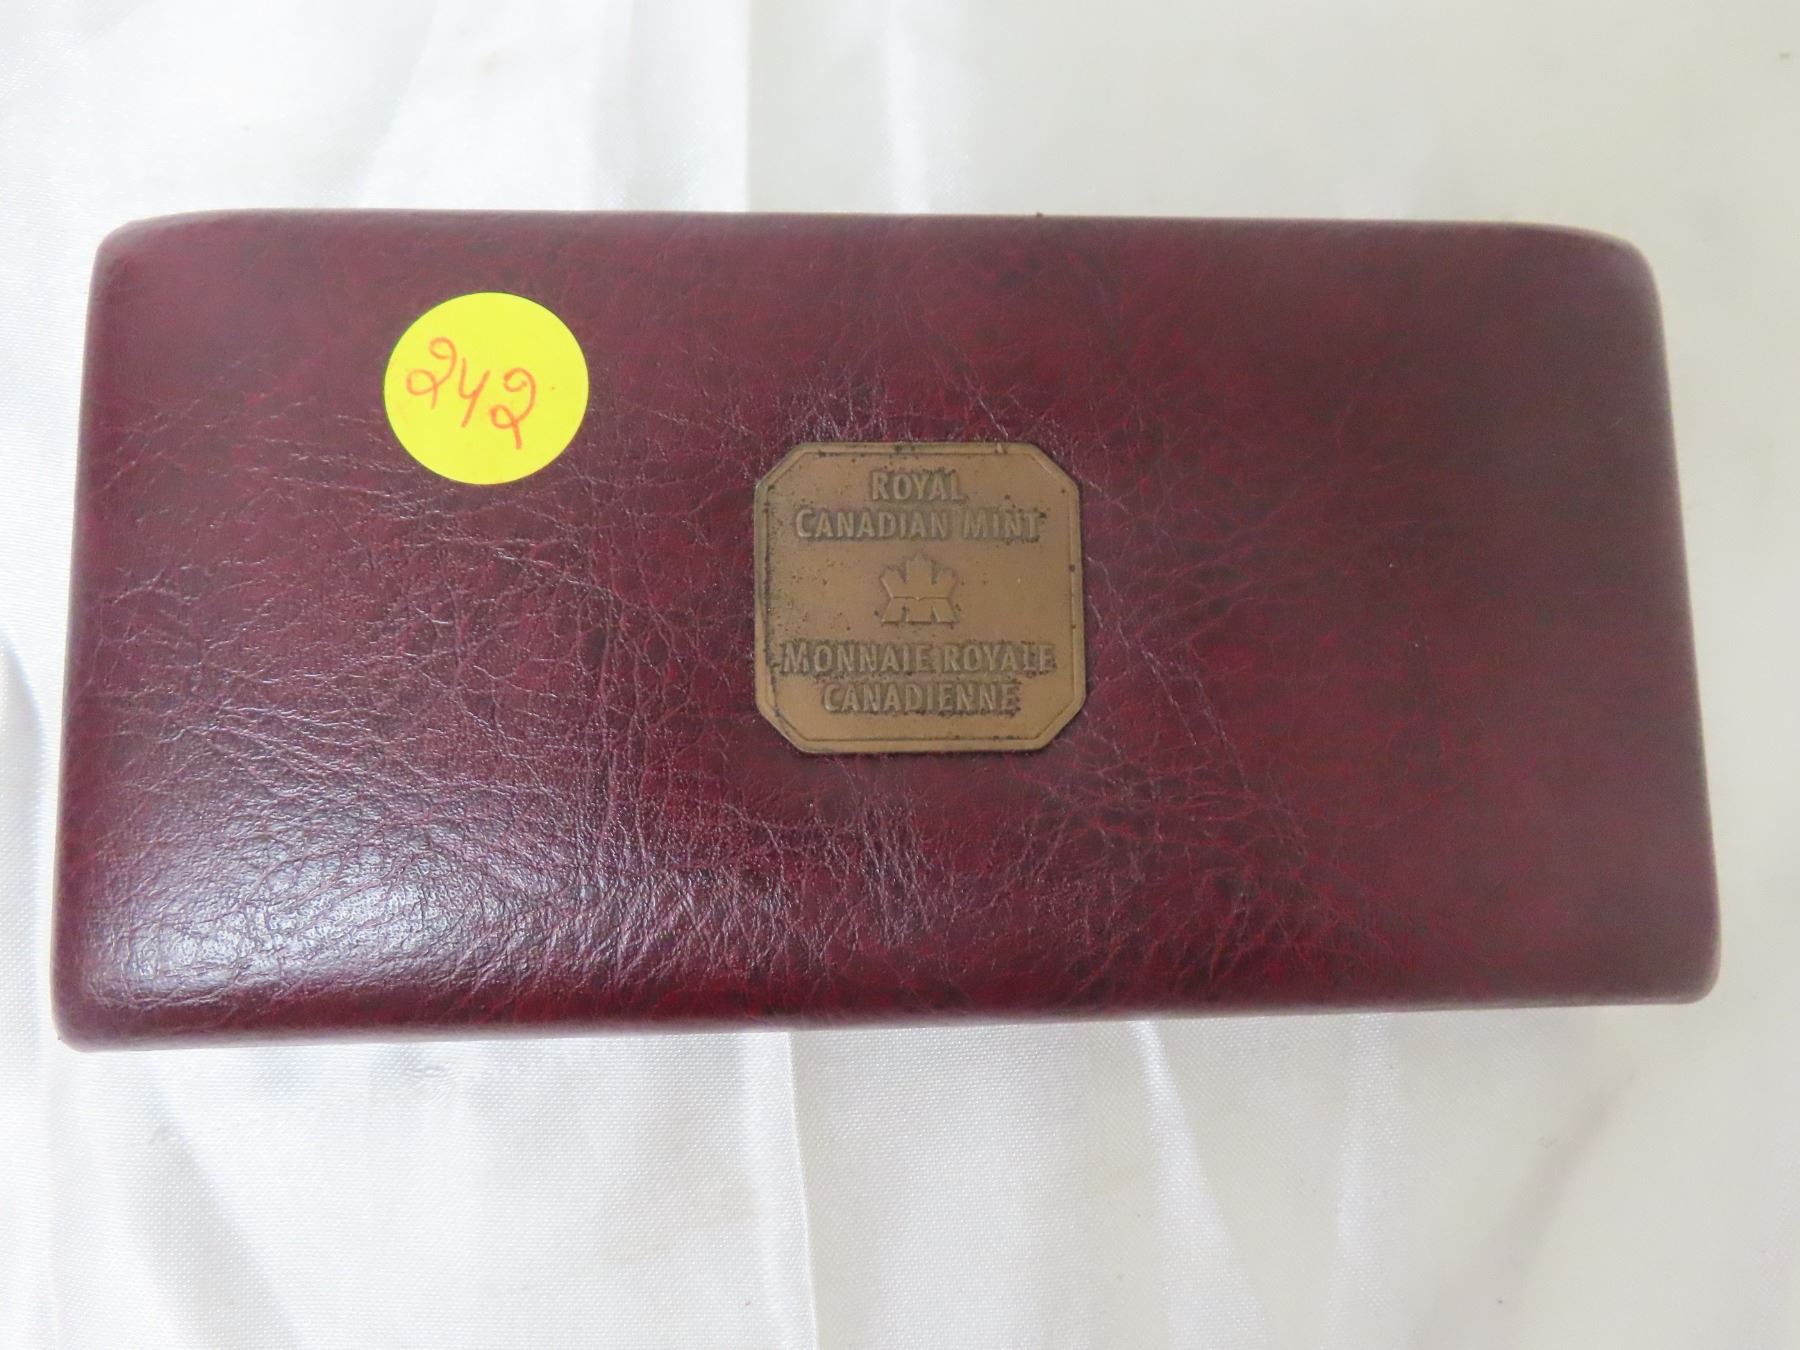 242
ROYAL
CANADIAN MINT
MONNAIE ROYALE
CANADIENNE